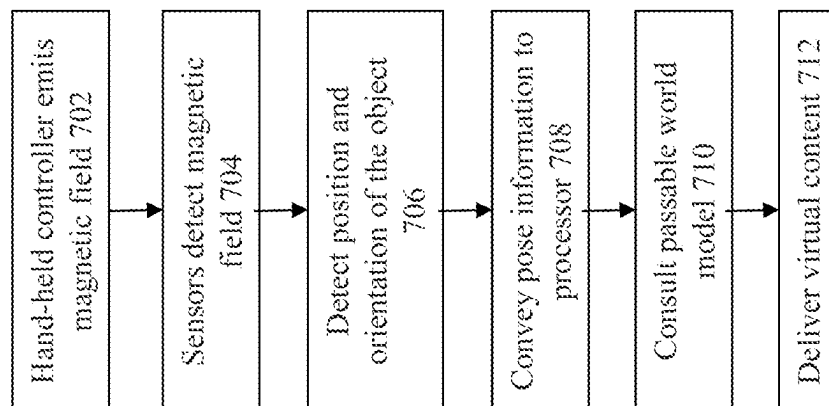 Hand-held controller emits
magnetic field 702
Sensors detect magnetic
field 704
Detect position and
orientation of the object
706
Convey pose information to
processor 708
Consult passable world
model 710
Deliver virtual content 712